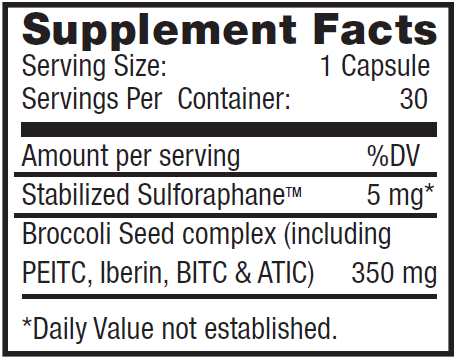 Supplement Facts
Serving Size: 1 Capsule
Servings Per Container: 30
Amount per serving %DV
Stabilized Sulforaphane™ 5 mg*
Broccoli Seed complex (including
PEITC, Iberin, BITC & ATIC) 350 mg
*Daily Value not established.